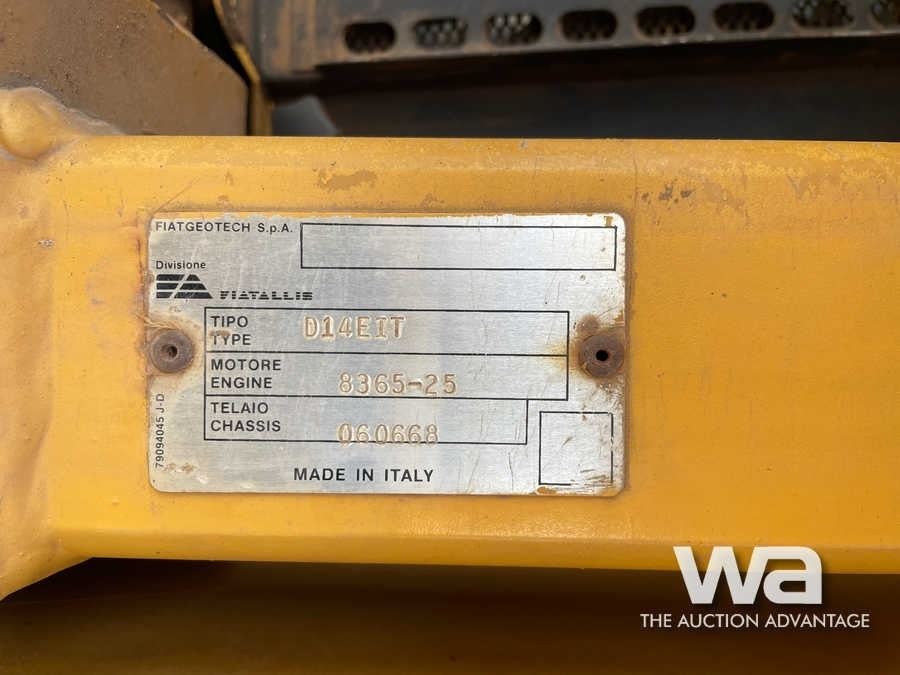 FIATGEOTECH S.p.A.
Divisione
FA FIATALLIS
TIPO
TYPE
D14EIT
MOTORE
ENGINE
8365-25
TELAIO
CHASSIS
060668
79094045 J-D
MADE IN ITALY
wa
THE AUCTION ADVANTAGE